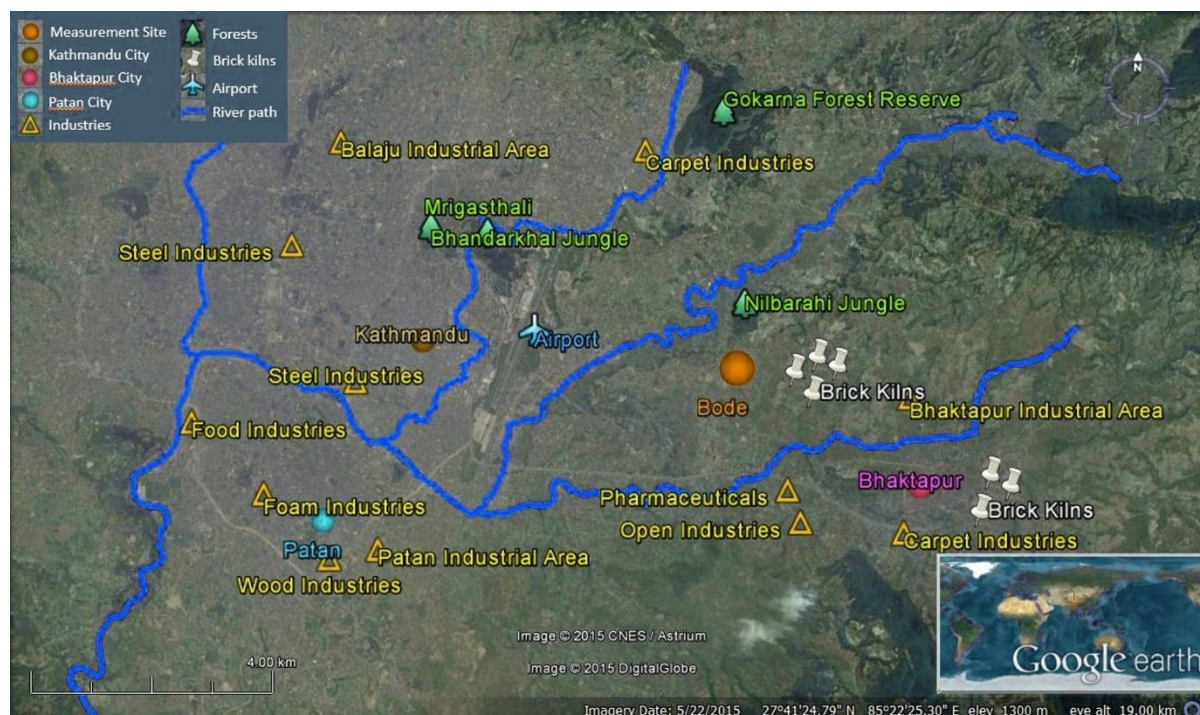 Measurement Site
Kathmandu City
Bhaktapur City
Patan City
Industries
Forests
Brick kilns
Airport
River path
N
Gokarna Forest Reserve
Balaju Industrial Area
Carpet Industries
Mrigasthali
Bhandarkhal Jungle
Steel Industries
Nilbarahi Jungle
Kathmandu
Airport
Steel Industries
Brick Kilns
Bode
Bhaktapur Industrial Area
Food Industries
Bhaktapur
Pharmaceuticals
Foam Industries
Brick Kilns
Open Industries
Patan
Patan Industrial Area
Carpet Industries
Wood Industries
Image © 2015 CNES / Astrium
4.00 km
Image © 2015 DigitalGlobe
Google earth
Imagery Date: 5/22/2015 27°41'24.79" N 85°22'25.30" E elev 1300 m eye alt 19.00 km